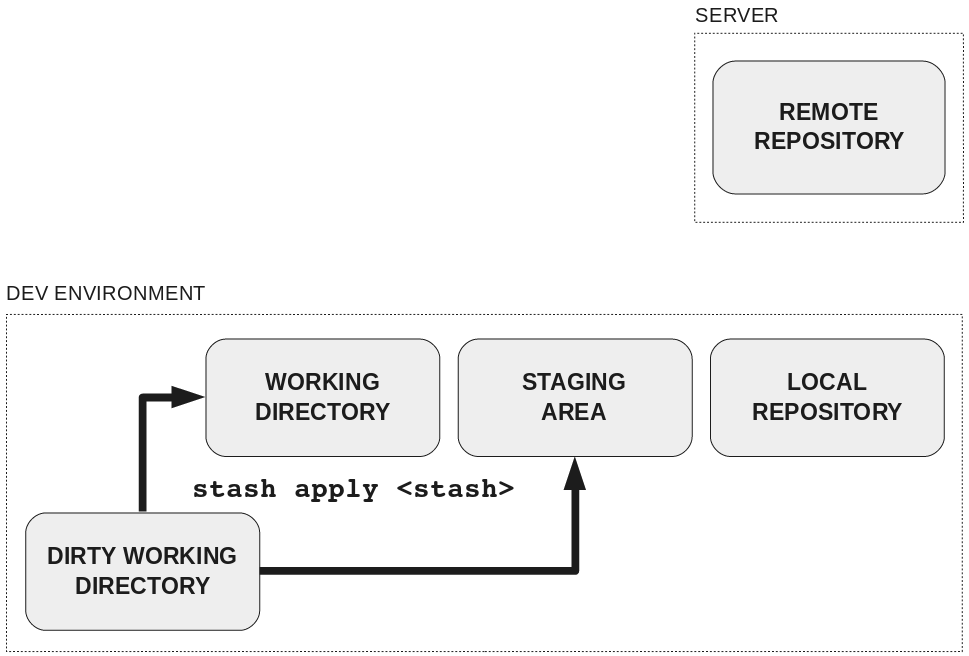 SERVER
REMOTE
REPOSITORY
DEV ENVIRONMENT
WORKING
DIRECTORY
STAGING
AREA
LOCAL
REPOSITORY
stash apply <stash>
DIRTY WORKING
DIRECTORY